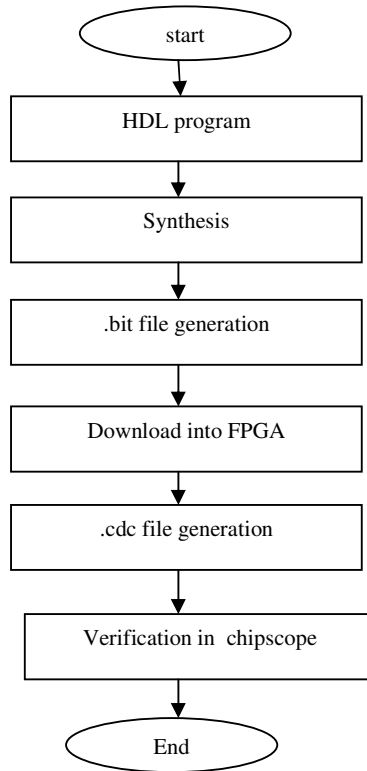 start
HDL program
Synthesis
.bit file generation
Download into FPGA
.cdc file generation
Verification in chipscope
End